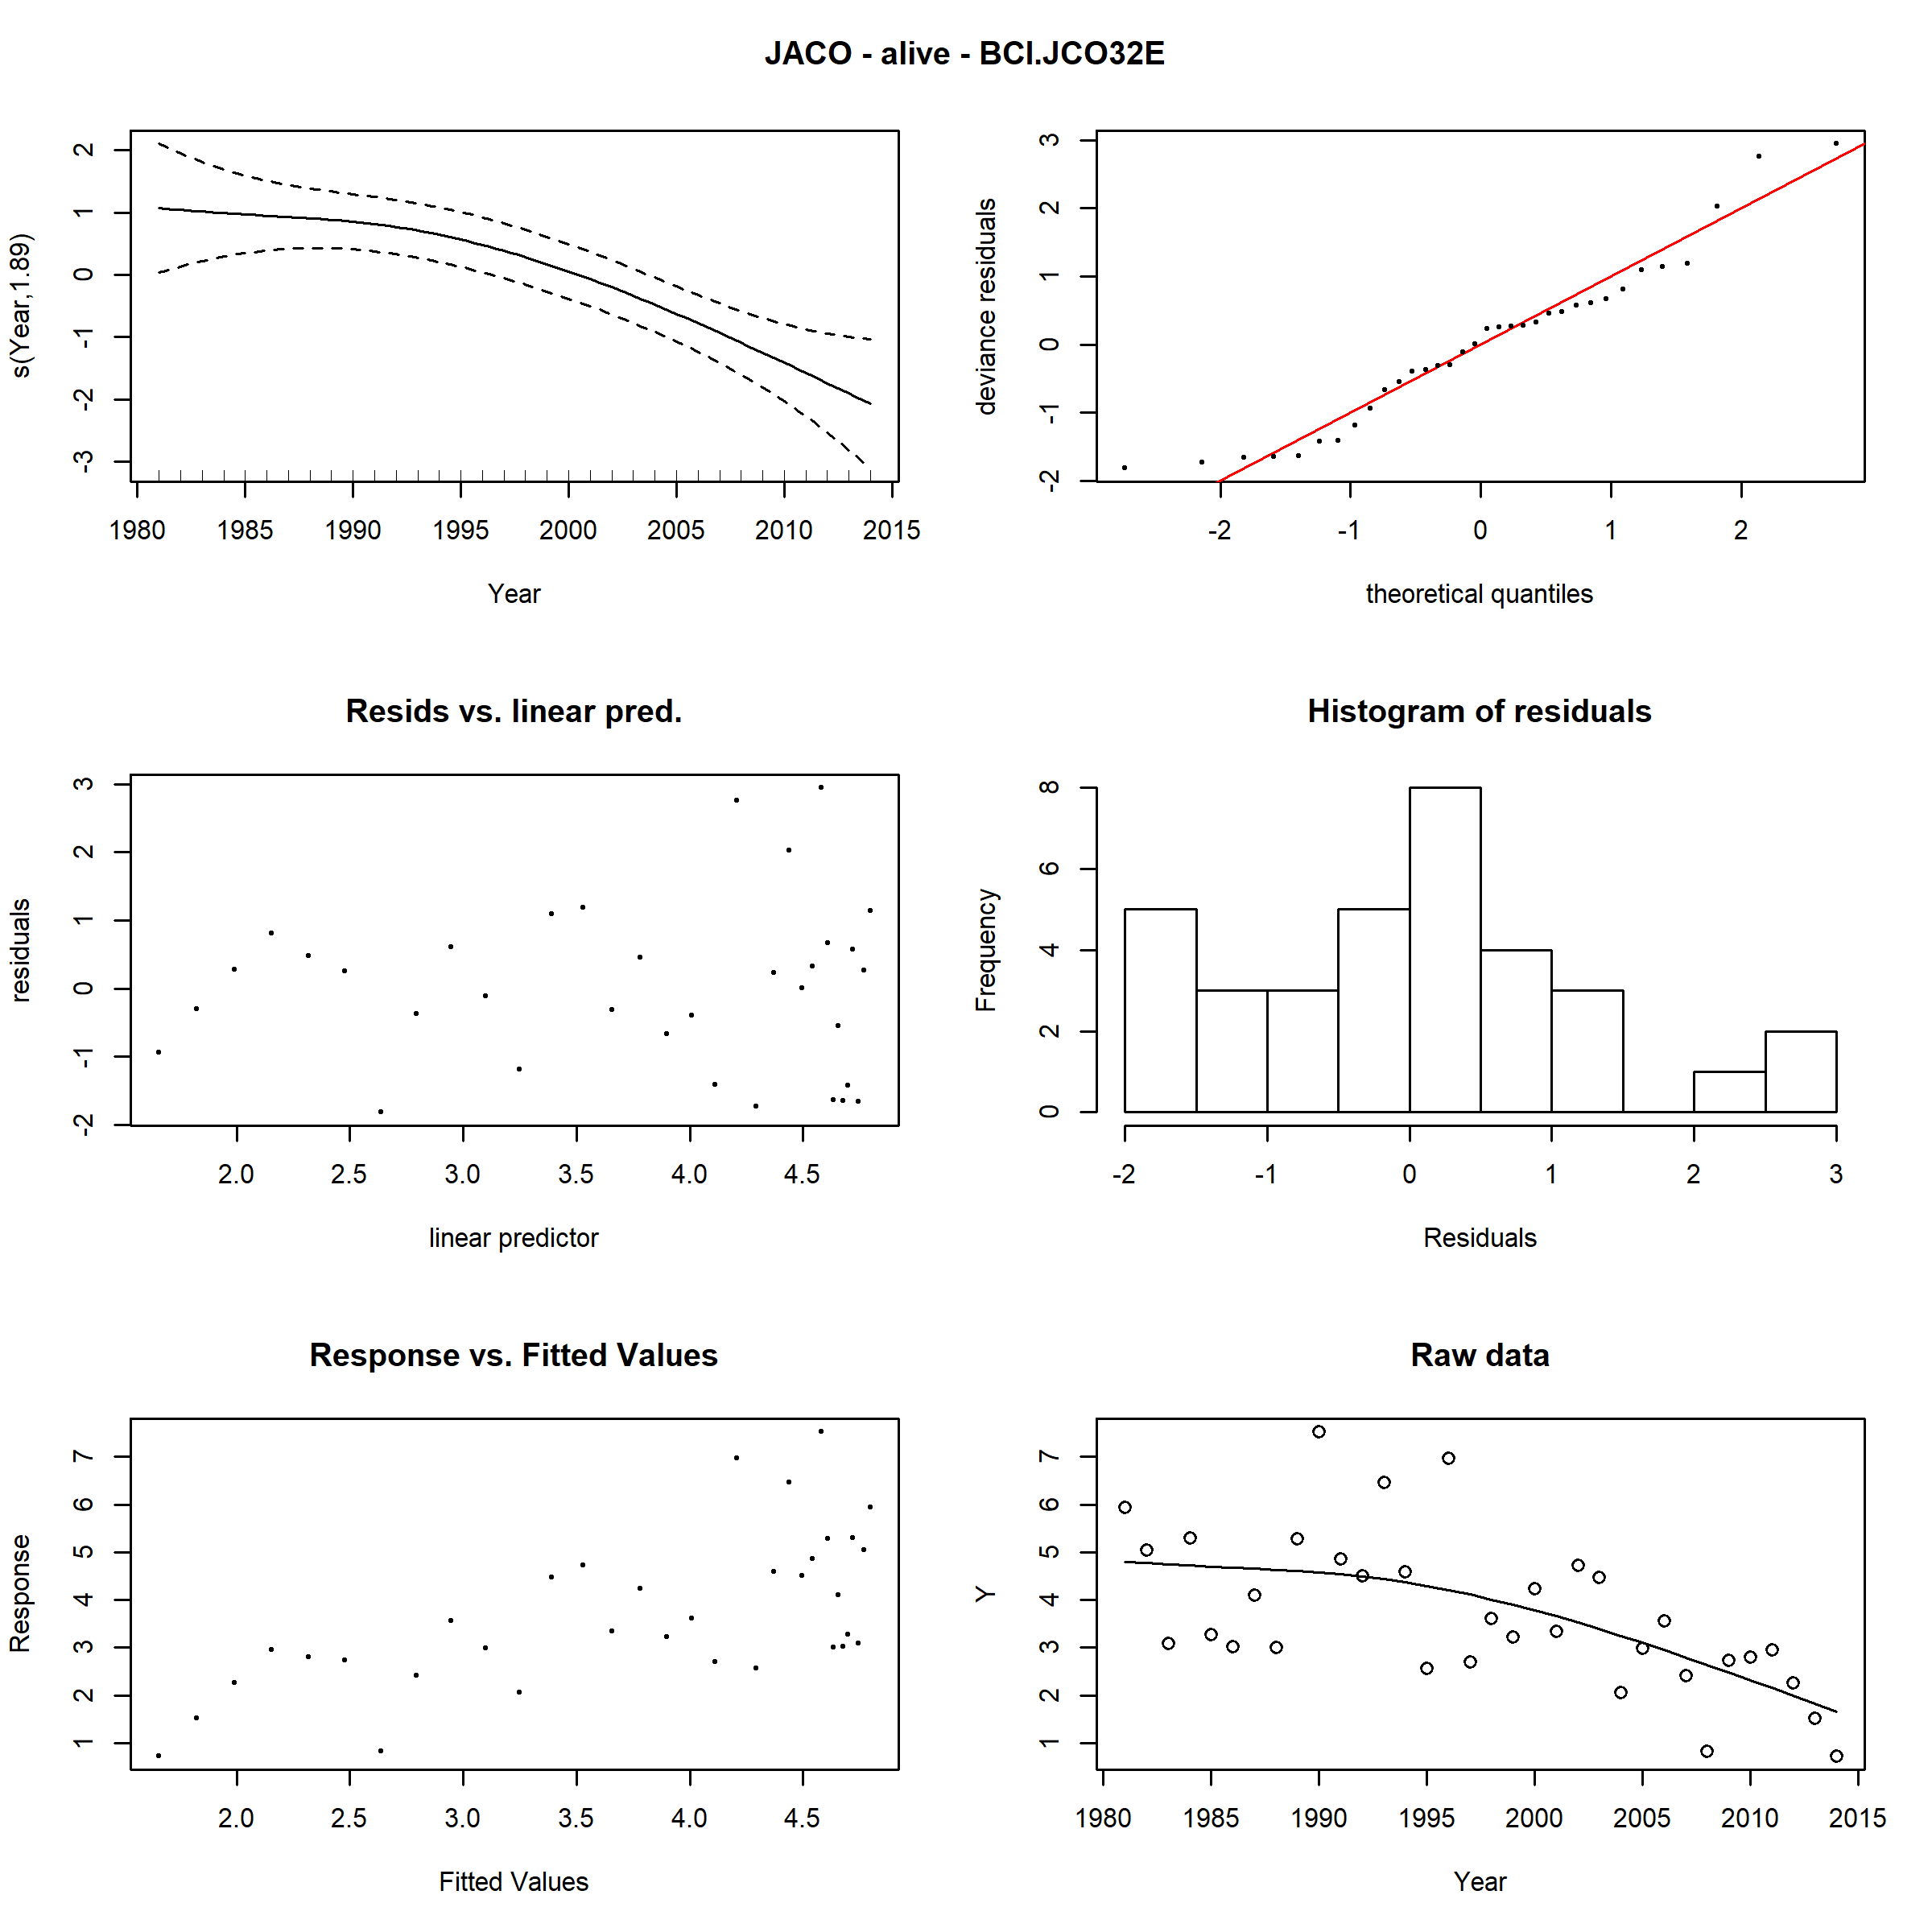 JACO - alive - BCI.JCO32E
s(Year,1.89)
2
1
0
-1
-2
-3
1980 1985 1990 1995 2000 2005 2010 2015
Year
deviance residuals
3
2
1
0
-1
-2
-2 -1 0 1 2
theoretical quantiles
Resids vs. linear pred.
residuals
3
2
1
0
-1
-2
2.0 2.5 3.0 3.5 4.0 4.5
linear predictor
Histogram of residuals
Frequency
8
6
4
2
0
-2 -1 0 1 2 3
Residuals
Response vs. Fitted Values
Response
7
6
5
4
3
2
1
2.0 2.5 3.0 3.5 4.0 4.5
Fitted Values
Raw data
Y
7
6
5
4
3
2
1
1980 1985 1990 1995 2000 2005 2010 2015
Year